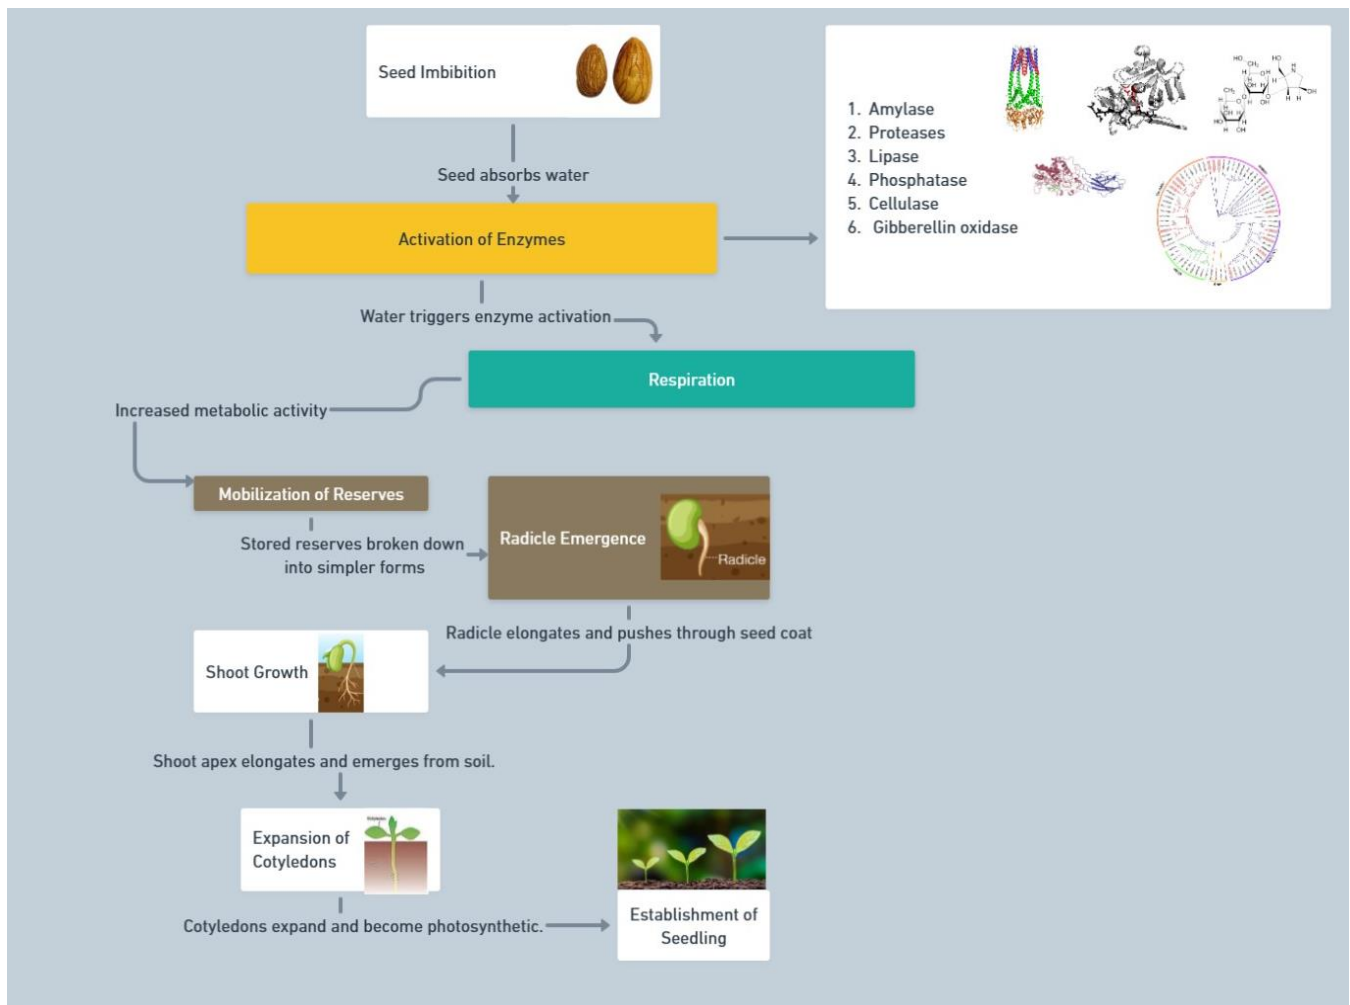 Seed Imbibition
Seed absorbs water
Activation of Enzymes
1. Amylase
2. Proteases
3. Lipase
4. Phosphatase
5. Cellulase
6. Gibberellin oxidase
Water triggers enzyme activation
Respiration
Increased metabolic activity
Mobilization of Reserves
Stored reserves broken down
into simpler forms
Radicle Emergence
Radicle
Radicle elongates and pushes through seed coat
Shoot Growth
Shoot apex elongates and emerges from soil.
Expansion of
Cotyledons
Cotyledons expand and become photosynthetic.
Establishment of
Seedling